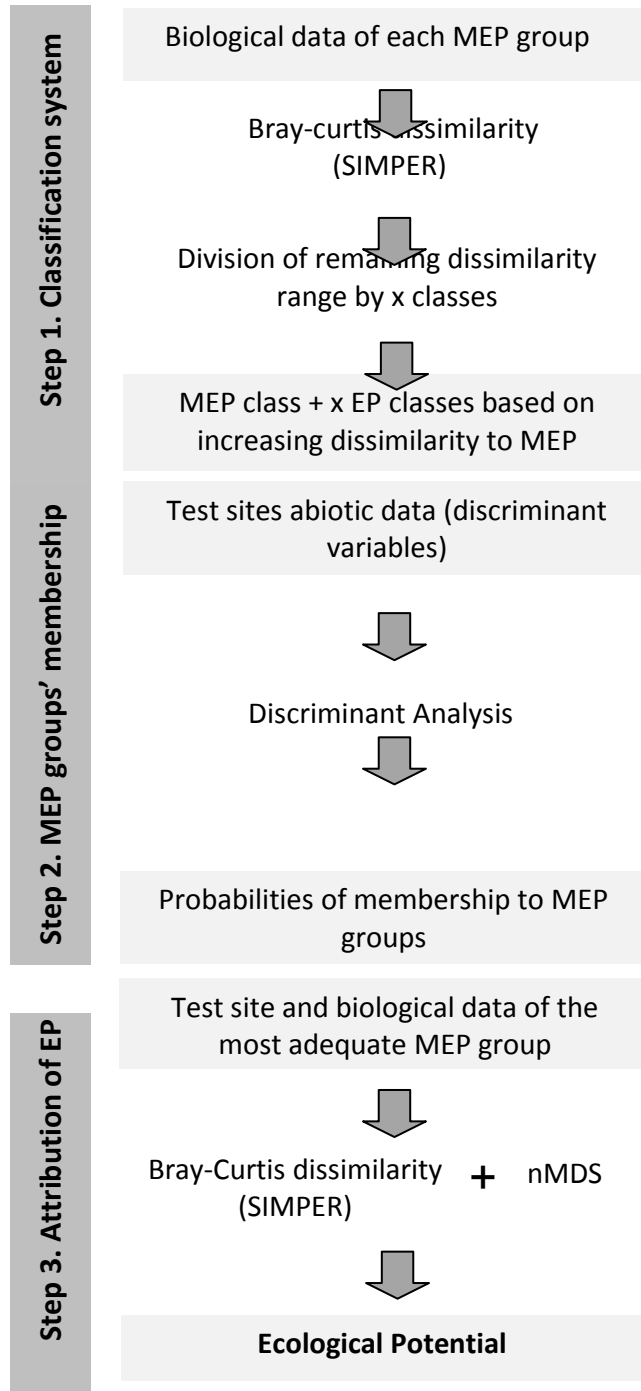 Step 1. Classification system
Biological data of each MEP group
Bray-curtis dissimilarity
(SIMPER)
Division of remaining dissimilarity
range by x classes
MEP class + x EP classes based on
increasing dissimilarity to MEP
Step 2. MEP groups’ membership
Test sites abiotic data (discriminant
variables)
Discriminant Analysis
Probabilities of membership to MEP
groups
Step 3. Attribution of EP
Test site and biological data of the
most adequate MEP group
Bray-Curtis dissimilarity + nMDS
(SIMPER)
Ecological Potential